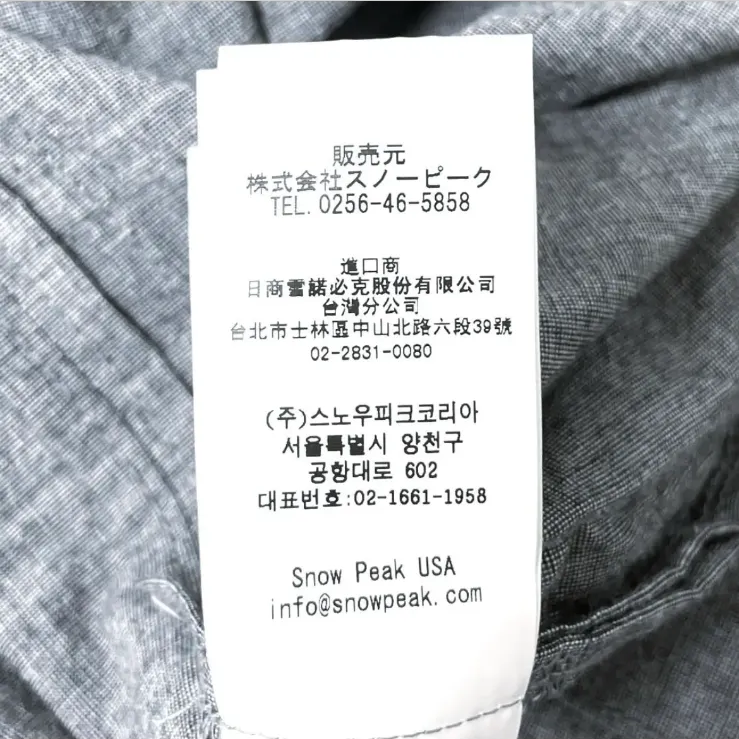 販売元
株式会社スノーピーク
TEL. 0256-46-5858
進口商
日商雪諾必克股份有限公司
台灣分公司
台北市士林區中山北路六段39號
02-2831-0080
(주)스노우피크코리아
서울특별시 양천구
공항대로 602
대표번호:02-1661-1958
Snow Peak USA
info@snowpeak.com